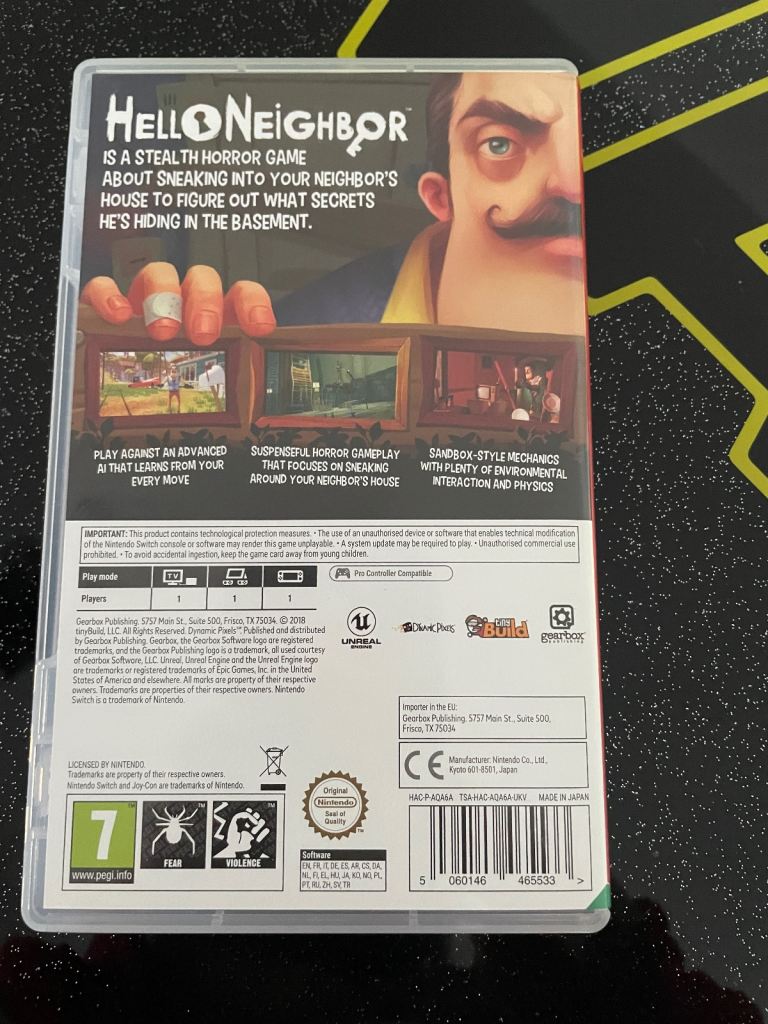 HELLO NEIGHBOR™
IS A STEALTH HORROR GAME
ABOUT SNEAKING INTO YOUR NEIGHBOR'S
HOUSE TO FIGURE OUT WHAT SECRETS
HE'S HIDING IN THE BASEMENT.
PLAY AGAINST AN ADVANCED
AI THAT LEARNS FROM YOUR
EVERY MOVE
SUSPENSEFUL HORROR GAMEPLAY
THAT FOCUSES ON SNEAKING
AROUND YOUR NEIGHBOR'S HOUSE
SANDBOX-STYLE MECHANICS
WITH PLENTY OF ENVIRONMENTAL
INTERACTION AND PHYSICS
IMPORTANT: This product contains technological protection measures. • The use of an unauthorised device or software that enables technical modification
of the Nintendo Switch console or software may render this game unplayable. • A system update may be required to play. • Unauthorised commercial use
prohibited. • To avoid accidental ingestion, keep the game card away from young children.
Play mode TV
Pro Controller Compatible
Players 1 1 1
Gearbox Publishing. 5757 Main St., Suite 500, Frisco, TX 75034. © 2018
tinyBuild, LLC. All Rights Reserved. Dynamic Pixels™. Published and distributed
by Gearbox Publishing. Gearbox, the Gearbox Software logo are registered
trademarks, and the Gearbox Publishing logo is a trademark, all used courtesy
of Gearbox Software, LLC. Unreal, Unreal Engine and the Unreal Engine logo
are trademarks or registered trademarks of Epic Games, Inc. in the United
States of America and elsewhere. All marks are property of their respective
owners. Trademarks are properties of their respective owners. Nintendo
Switch is a trademark of Nintendo.
UNREAL
ENGINE
DYNAMIC PIXELS
tiny
Build
gearbox
publishing
Importer in the EU:
Gearbox Publishing. 5757 Main St., Suite 500,
Frisco, TX 75034
CE
Manufacturer: Nintendo Co., Ltd.,
Kyoto 601-8501, Japan
LICENSED BY NINTENDO.
Trademarks are property of their respective owners.
Nintendo Switch and Joy-Con are trademarks of Nintendo.
7
™
www.pegi.info
™
FEAR
™
VIOLENCE
Original
Nintendo
Seal of
Quality
™
Software
EN, FR, IT, DE, ES, AR, CS, DA,
NL, FI, EL, HU, JA, KO, NO, PL,
PT, RU, ZH, SV, TR
HAC-P-AQA6A TSA-HAC-AQA6A-UKV MADE IN JAPAN
5 060146 465533 >